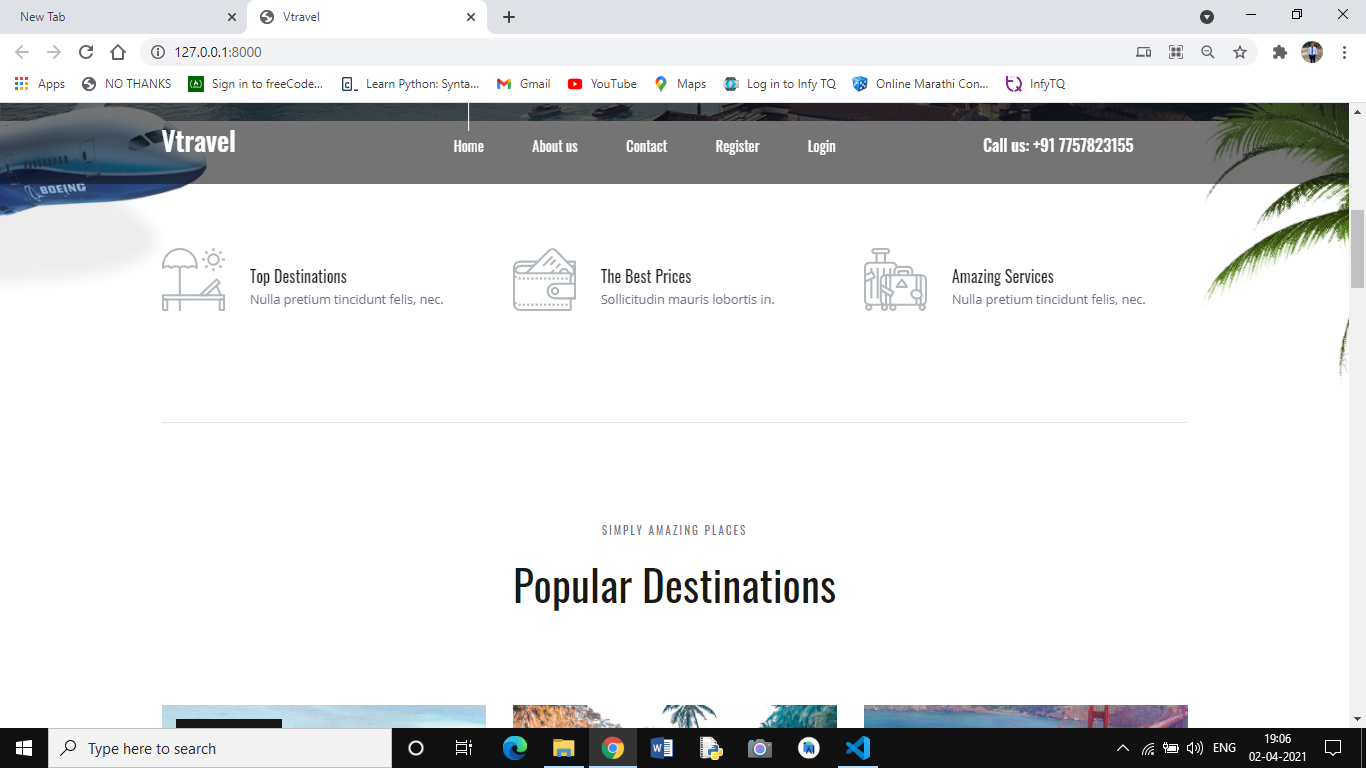 New Tab
Vtravel
127.0.0.1:8000
Apps
NO THANKS
Sign in to freeCode...
Learn Python: Synta...
Gmail
YouTube
Maps
Log in to Infy TQ
Online Marathi Con...
InfyTQ
BOEING
Vtravel
Home
About us
Contact
Register
Login
Call us: +91 7757823155
Top Destinations
Nulla pretium tincidunt felis, nec.
The Best Prices
Sollicitudin mauris lobortis in.
Amazing Services
Nulla pretium tincidunt felis, nec.
SIMPLY AMAZING PLACES
Popular Destinations
Type here to search
ENG
19:06
02-04-2021